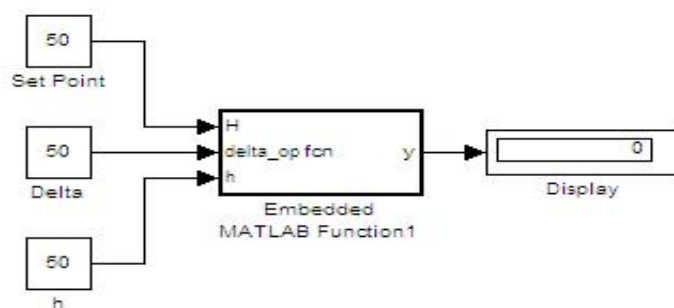 50
Set Point
50
Delta
50
h
H
delta_op fcn
h
y
Embedded
MATLAB Function1
0
Display